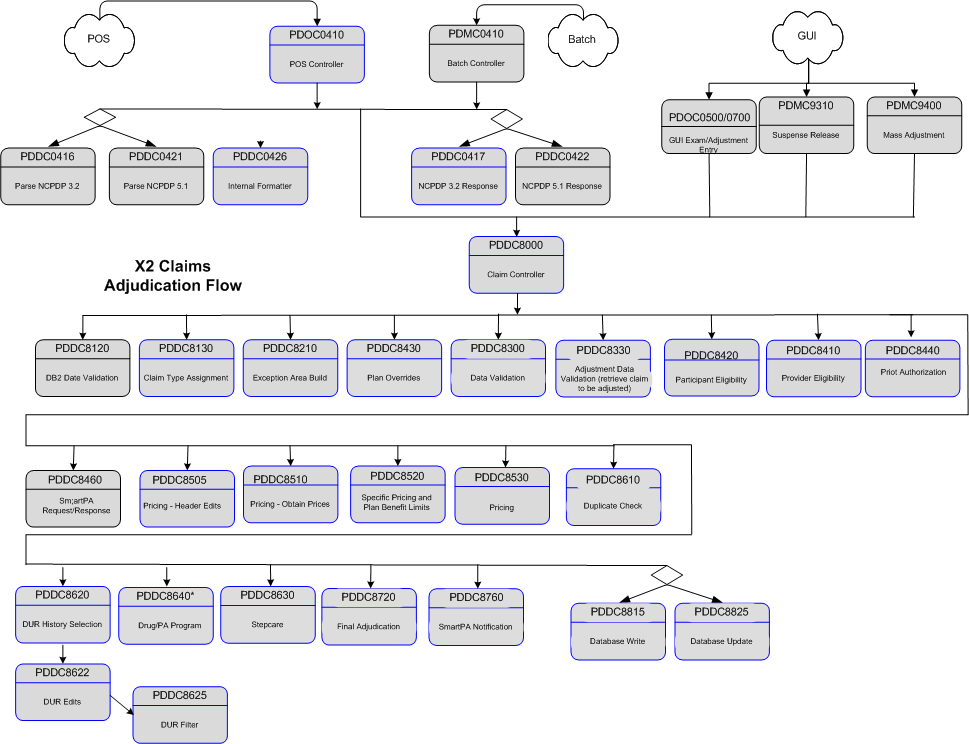 POS
PDOC0410
POS Controller
PDMC0410
Batch Controller
Batch
GUI
PDOC0500/0700
GUI Exam/Adjustment
Entry
PDMC9310
Suspense Release
PDMC9400
Mass Adjustment
PDDC0416
Parse NCPDP 3.2
PDDC0421
Parse NCPDP 5.1
PDDC0426
Internal Formatter
PDDC0417
NCPDP 3.2 Response
PDDC0422
NCPDP 5.1 Response
PDDC8000
Claim Controller
X2 Claims
Adjudication Flow
PDDC8120
DB2 Date Validation
PDDC8130
Claim Type Assignment
PDDC8210
Exception Area Build
PDDC8430
Plan Overrides
PDDC8300
Data Validation
PDDC8330
Adjustment Data
Validation (retrieve claim
to be adjusted)
PDDC8420
Participant Eligibility
PDDC8410
Provider Eligibility
PDDC8440
Priot Authorization
PDDC8460
Sm;artPA
Request/Response
PDDC8505
Pricing - Header Edits
PDDC8510
Pricing - Obtain Prices
PDDC8520
Specific Pricing and
Plan Benefit Limits
PDDC8530
Pricing
PDDC8610
Duplicate Check
PDDC8620
DUR History Selection
PDDC8640*
Drug/PA Program
PDDC8630
Stepcare
PDDC8720
Final Adjudication
PDDC8760
SmartPA Notification
PDDC8815
Database Write
PDDC8825
Database Update
PDDC8622
DUR Edits
PDDC8625
DUR Filter